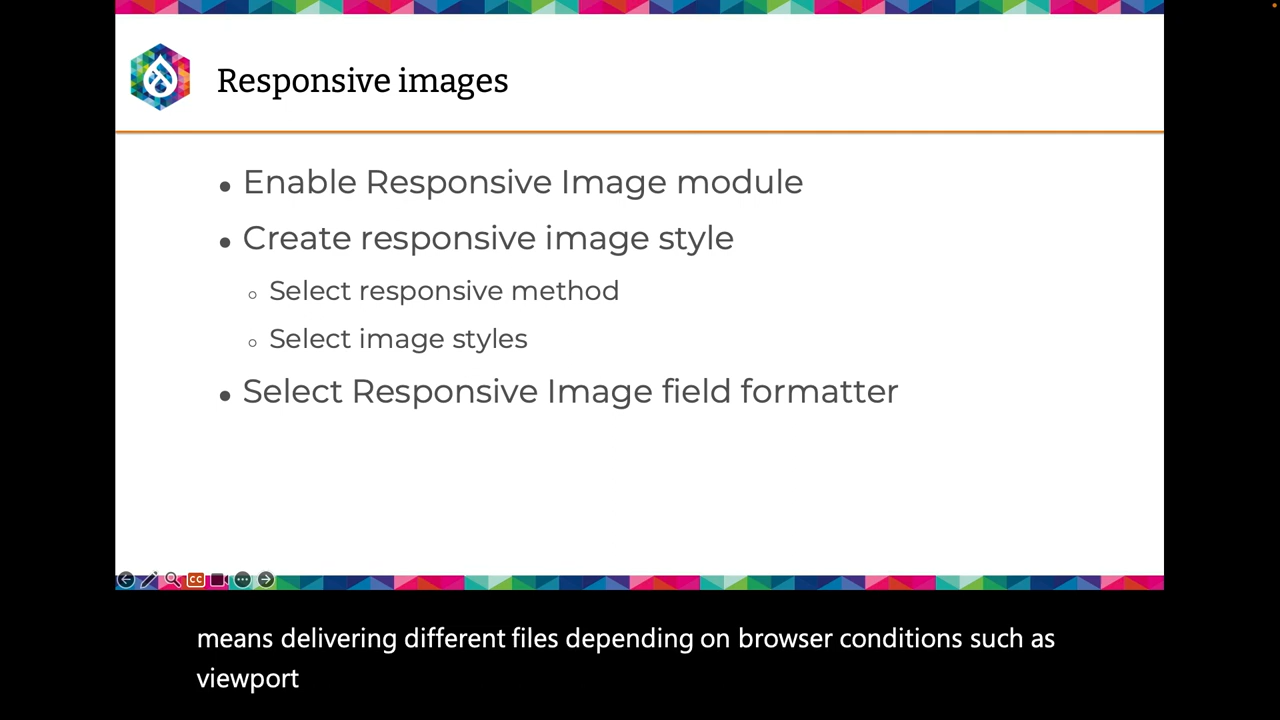 Responsive images
• Enable Responsive Image module
• Create responsive image style
○ Select responsive method
○ Select image styles
• Select Responsive Image field formatter
CC
means delivering different files depending on browser conditions such as
viewport